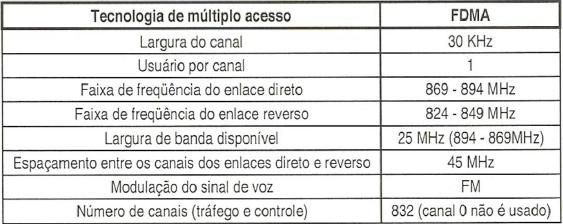 Tecnologia de múltiplo acesso FDMA
Largura do canal 30 KHz
Usuário por canal 1
Faixa de freqüência do enlace direto 869 - 894 MHz
Faixa de freqüência do enlace reverso 824 - 849 MHz
Largura de banda disponível 25 MHz (894 - 869MHz)
Espaçamento entre os canais dos enlaces direto e reverso 45 MHz
Modulação do sinal de voz FM
Número de canais (tráfego e controle) 832 (canal 0 não é usado)